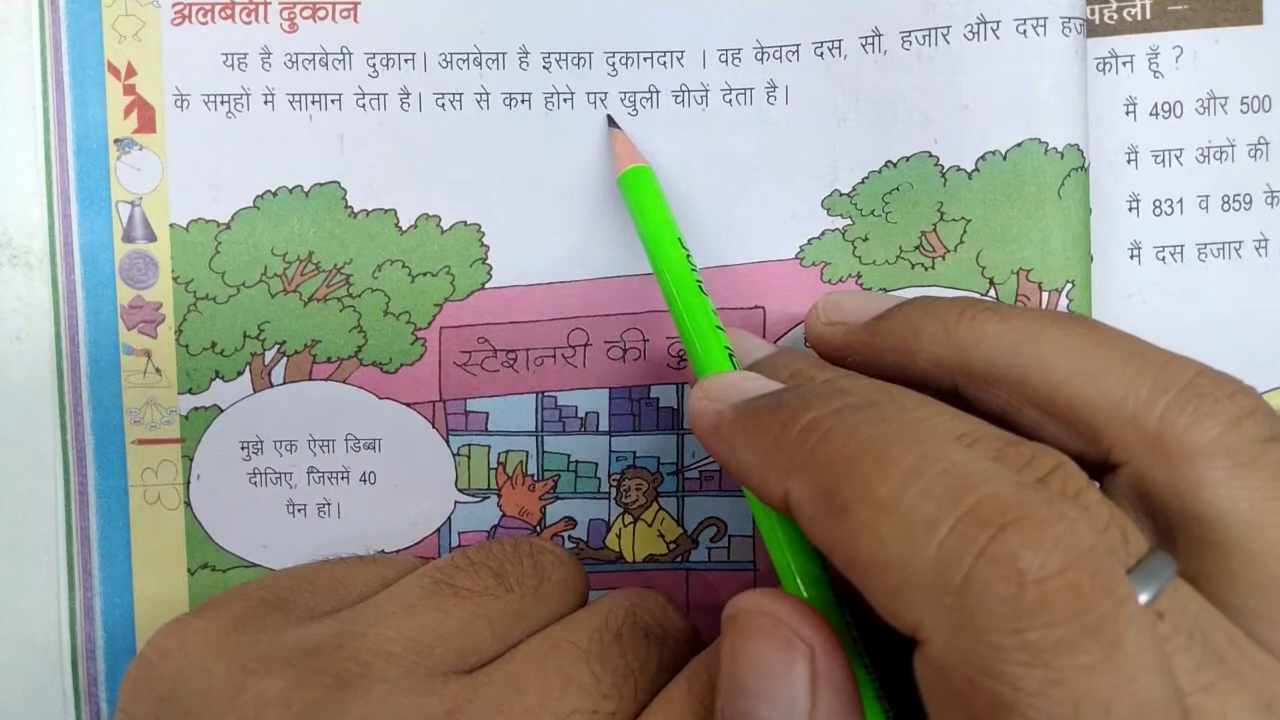 अलबेली दुकान
यह है अलबेली दुकान। अलबेला है इसका दुकानदार । वह केवल दस, सौ, हजार और दस
के समूहों में सामान देता है। दस से कम होने पर खुली चीज़ें देता है।
स्टेशनरी की
मुझे एक ऐसा डिब्बा
दीजिए, जिसमें 40
पैन हों।
पहेली –
कौन हूँ ?
मैं 490 और 500
मैं चार अंकों की
मैं 831 व 859 के
मैं दस हजार से